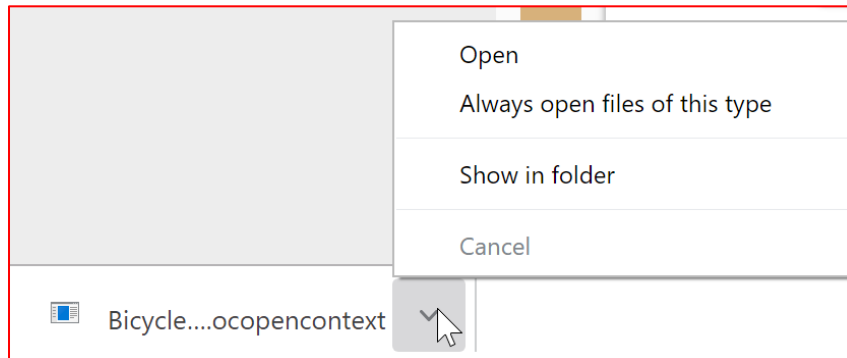 Open
Always open files of this type
Show in folder
Cancel
Bicycle....ocopencontext